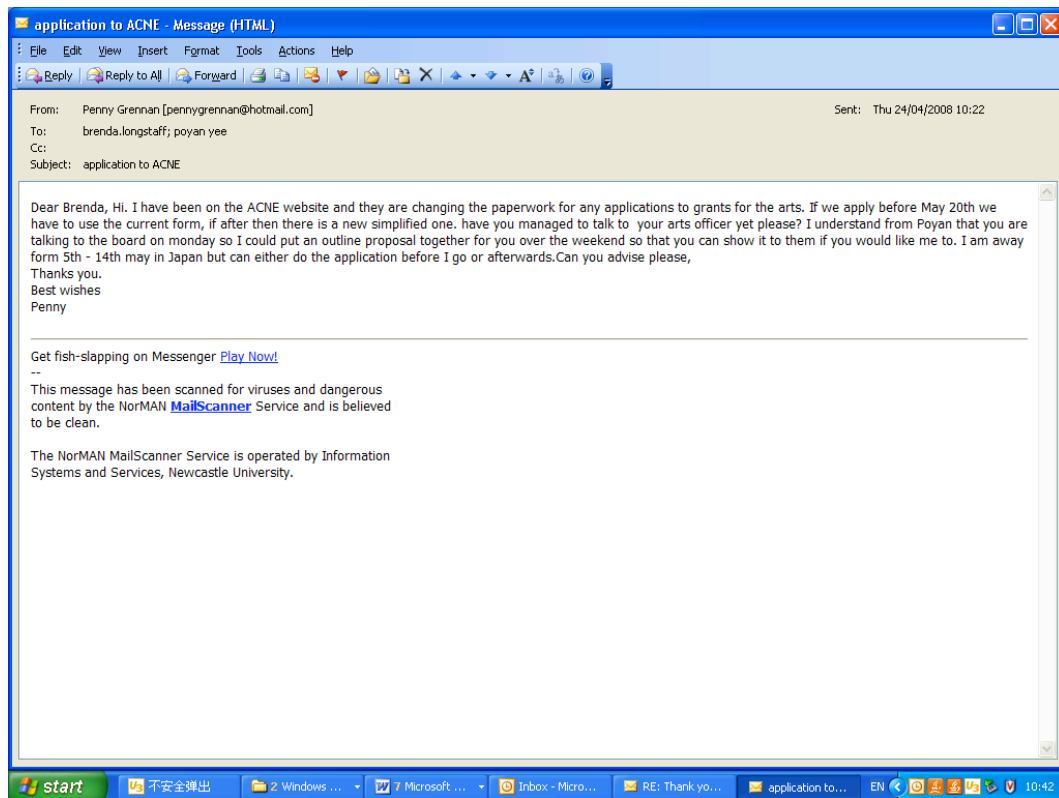 application to ACNE - Message (HTML)
File Edit View Insert Format Tools Actions Help
Reply Reply to All Forward
From: Penny Grennan [pennygrennan@hotmail.com] Sent: Thu 24/04/2008 10:22
To: brenda.longstaff; poyan yee
Cc:
Subject: application to ACNE
Dear Brenda, Hi. I have been on the ACNE website and they are changing the paperwork for any applications to grants for the arts. If we apply before May 20th we
have to use the current form, if after then there is a new simplified one. have you managed to talk to your arts officer yet please? I understand from Poyan that you are
talking to the board on monday so I could put an outline proposal together for you over the weekend so that you can show it to them if you would like me to. I am away
form 5th - 14th may in Japan but can either do the application before I go or afterwards.Can you advise please,
Thanks you.
Best wishes
Penny
Get fish-slapping on Messenger Play Now!
--
This message has been scanned for viruses and dangerous
content by the NorMAN MailScanner Service and is believed
to be clean.
The NorMAN MailScanner Service is operated by Information
Systems and Services, Newcastle University.
start 不安全弹出 2 Windows ... 7 Microsoft ... Inbox - Micro... RE: Thank yo... application to... EN 10:42